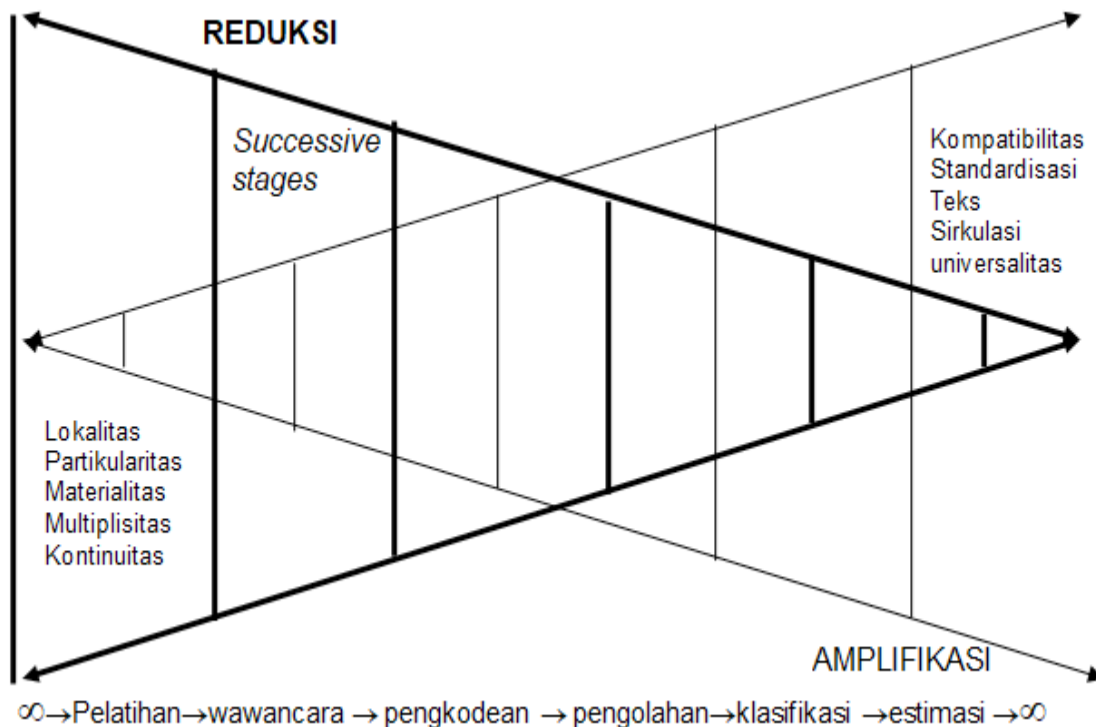 REDUKSI
Successive
stages
Kompatibilitas
Standardisasi
Teks
Sirkulasi
universalitas
Lokalitas
Partikularitas
Materialitas
Multiplisitas
Kontinuitas
AMPLIFIKASI
∞→Pelatihan→wawancara → pengkodean → pengolahan→klasifikasi →estimasi →∞